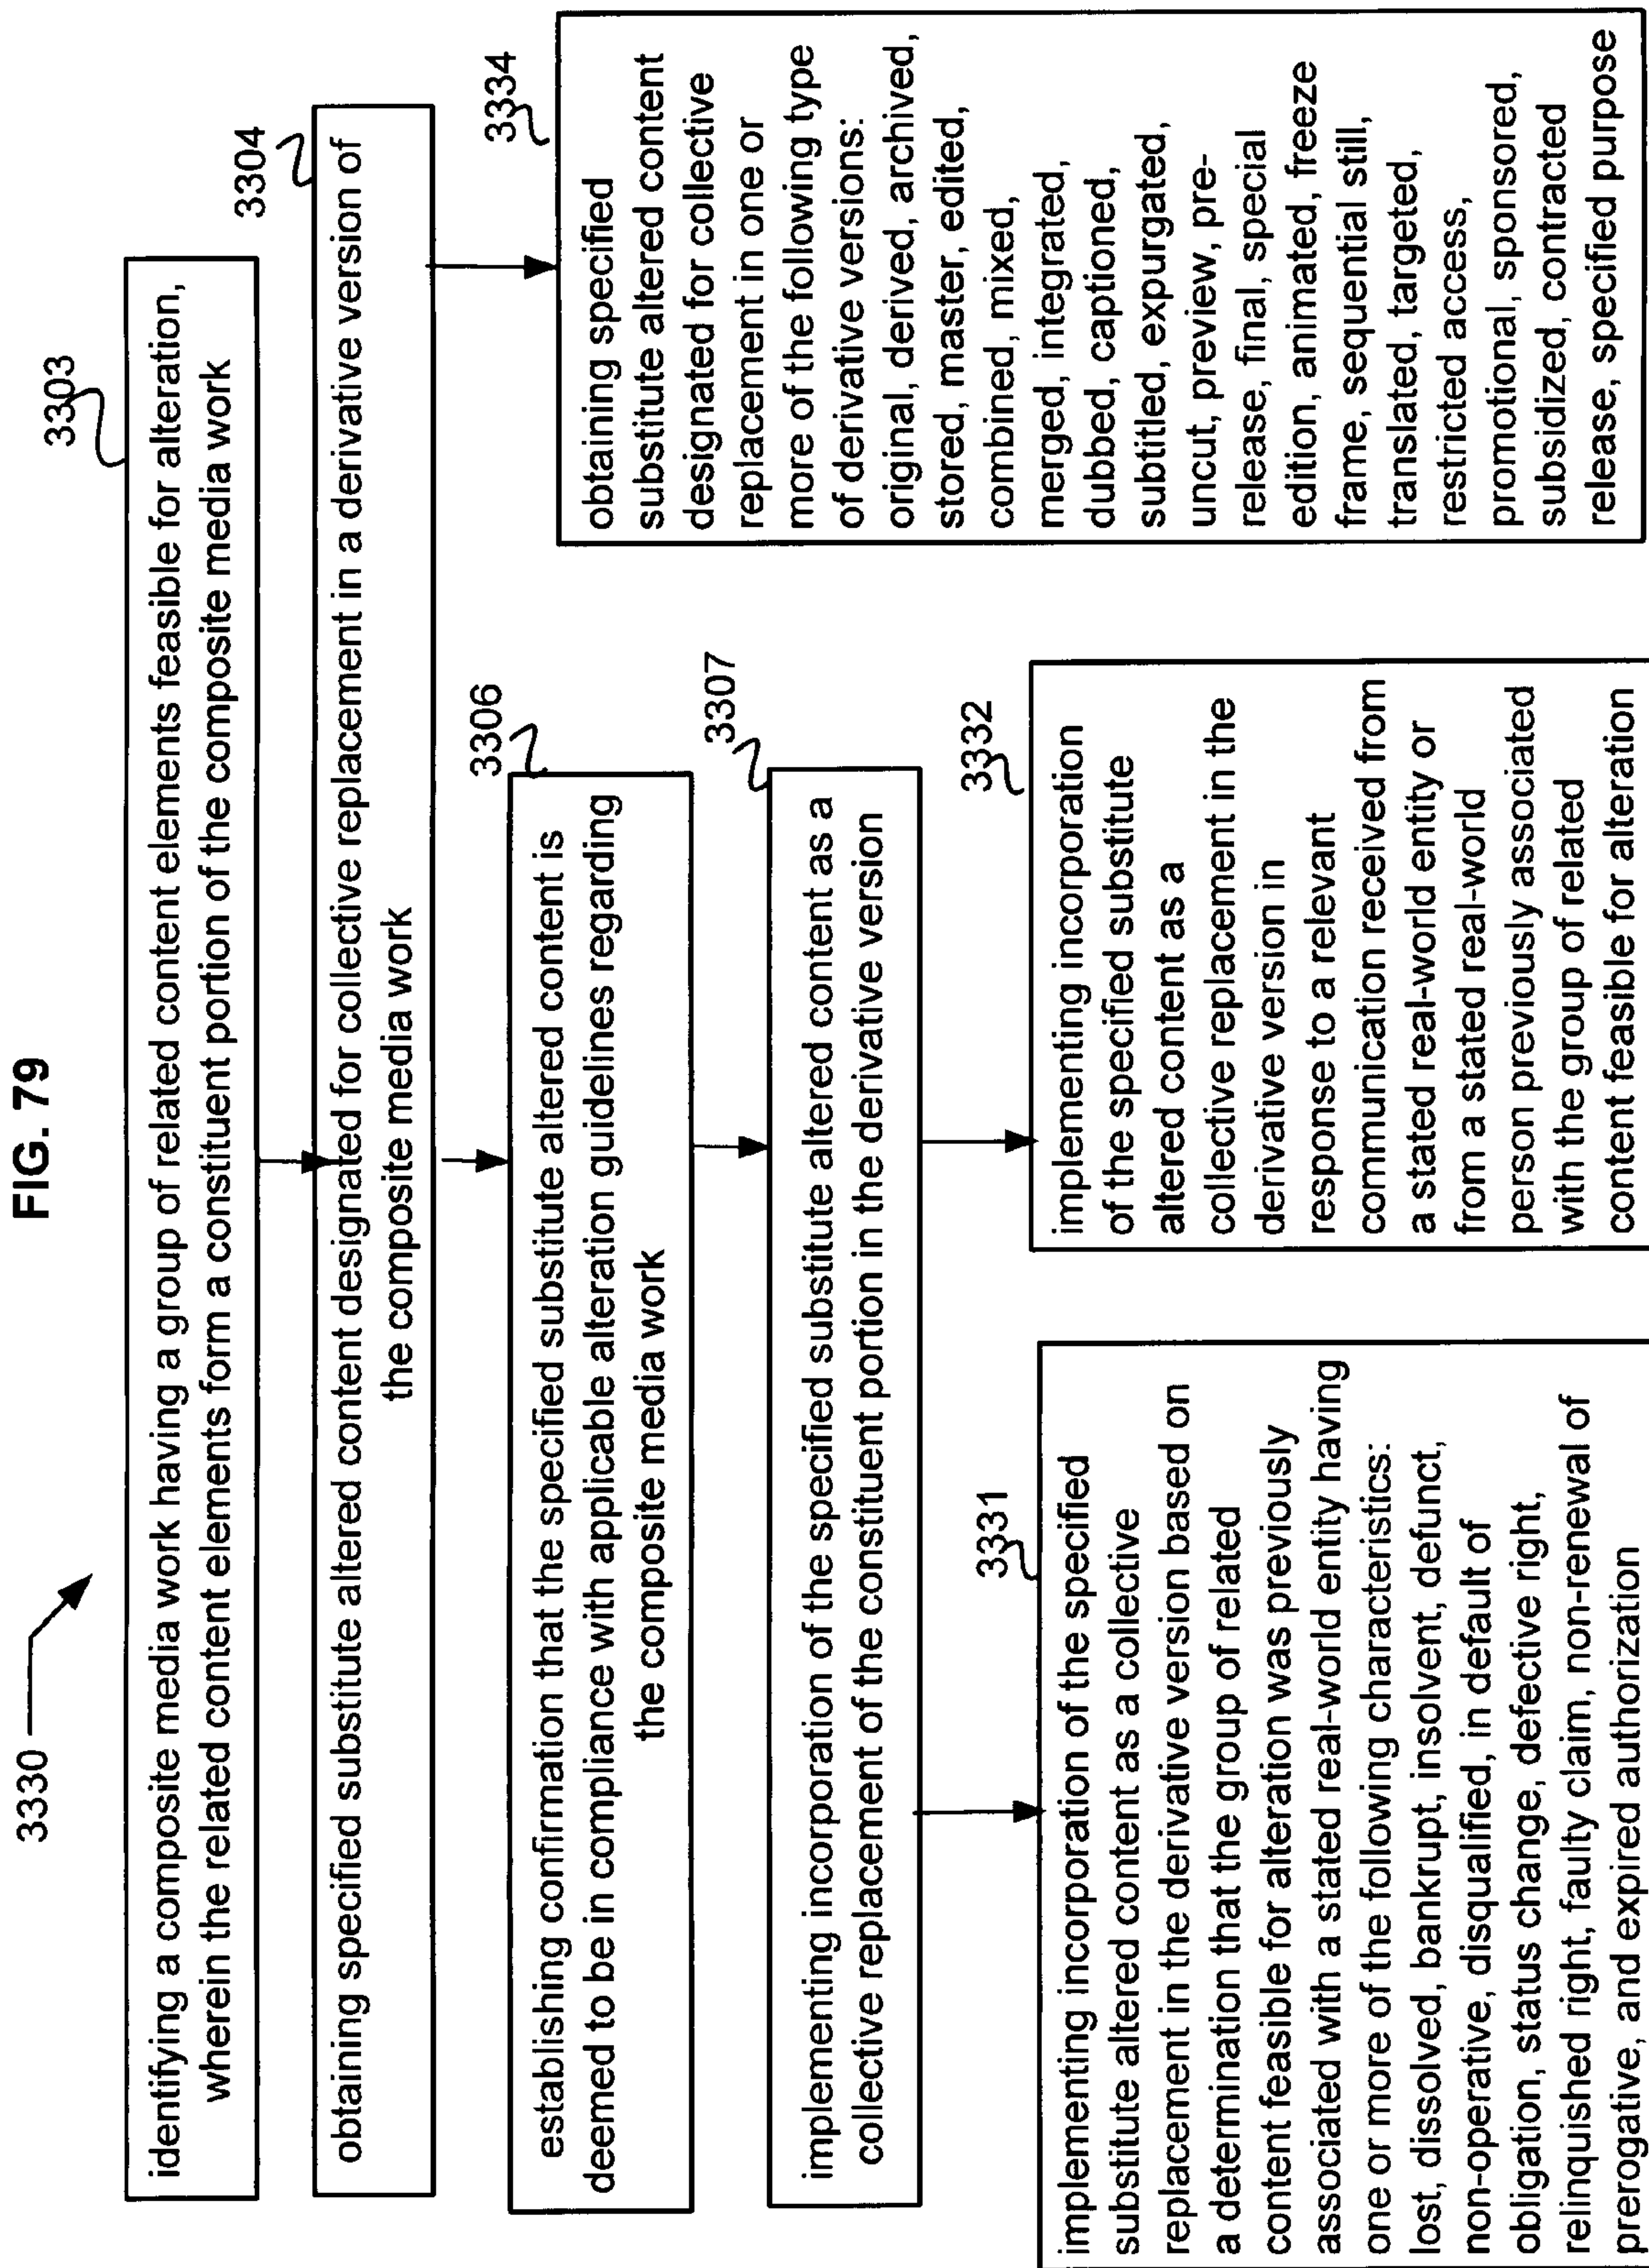 FIG. 79
3330
3303
identifying a composite media work having a group of related content elements feasible for alteration,
wherein the related content elements form a constituent portion of the composite media work
3304
obtaining specified substitute altered content designated for collective replacement in a derivative version of
the composite media work
3306
establishing confirmation that the specified substitute altered content is
deemed to be in compliance with applicable alteration guidelines regarding
the composite media work
3307
implementing incorporation of the specified substitute altered content as a
collective replacement of the constituent portion in the derivative version
3331
implementing incorporation of the specified
substitute altered content as a collective
replacement in the derivative version based on
a determination that the group of related
content feasible for alteration was previously
associated with a stated real-world entity having
one or more of the following characteristics:
lost, dissolved, bankrupt, insolvent, defunct,
non-operative, disqualified, in default of
obligation, status change, defective right,
relinquished right, faulty claim, non-renewal of
prerogative, and expired authorization
3332
implementing incorporation
of the specified substitute
altered content as a
collective replacement in the
derivative version in
response to a relevant
communication received from
a stated real-world entity or
from a stated real-world
person previously associated
with the group of related
content feasible for alteration
3334
obtaining specified
substitute altered content
designated for collective
replacement in one or
more of the following type
of derivative versions:
original, derived, archived,
stored, master, edited,
combined, mixed,
merged, integrated,
dubbed, captioned,
subtitled, expurgated,
uncut, preview, pre-
release, final, special
edition, animated, freeze
frame, sequential still,
translated, targeted,
restricted access,
promotional, sponsored,
subsidized, contracted
release, specified purpose